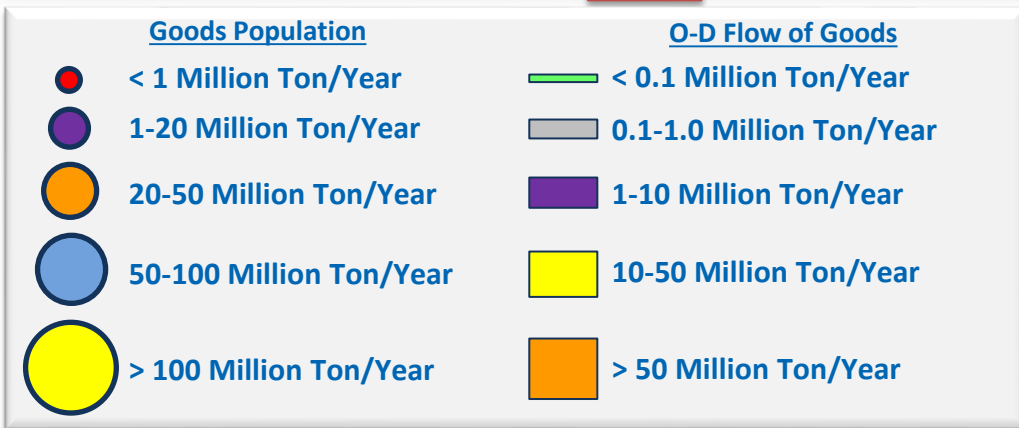 Goods Population
< 1 Million Ton/Year
1-20 Million Ton/Year
20-50 Million Ton/Year
50-100 Million Ton/Year
> 100 Million Ton/Year
O-D Flow of Goods
< 0.1 Million Ton/Year
0.1-1.0 Million Ton/Year
1-10 Million Ton/Year
10-50 Million Ton/Year
> 50 Million Ton/Year